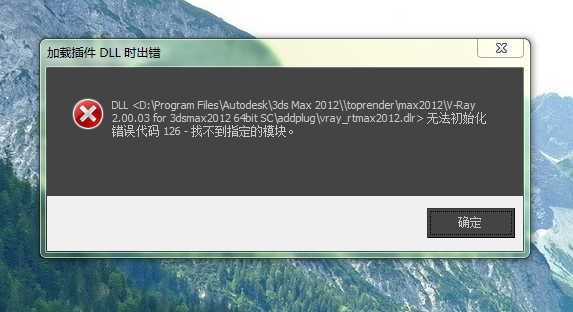 加载插件 DLL 时出错
DLL <D:\Program Files\Autodesk\3ds Max 2012\\toprender\max2012\V-Ray
2.00.03 for 3dsmax2012 64bit SC\addplug\vray_rtmax2012.dlr> 无法初始化
错误代码 126 - 找不到指定的模块。
确定